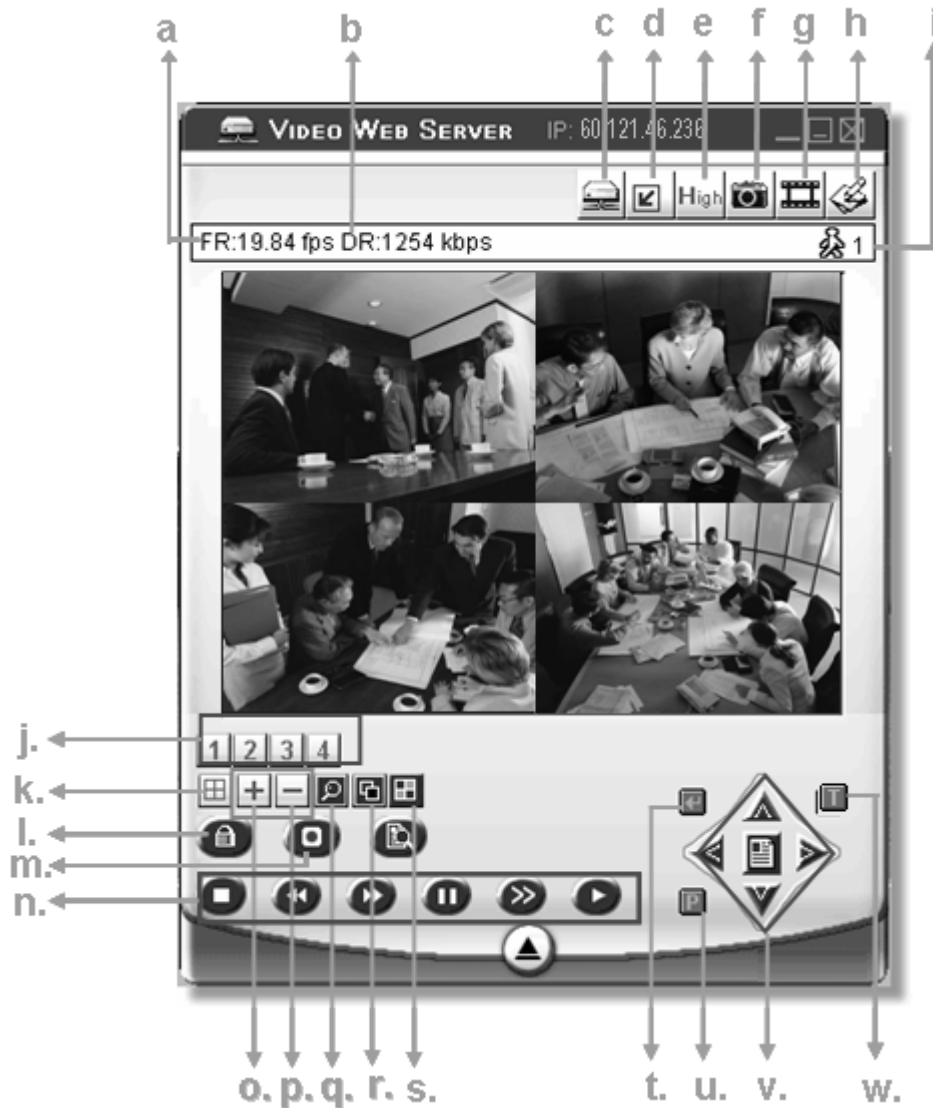 a b c d e f g h i
VIDEO WEB SERVER IP: 60.121.46.236
High
FR:19.84 fps DR:1254 kbps 1
j. 1 2 3 4
k.
l.
m.
n.
T
P
o. p. q. r. s. t. u. v. w.